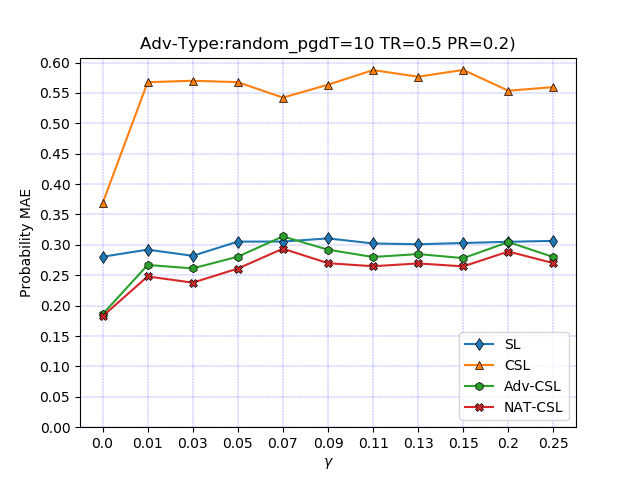 Adv-Type:random_pgdT=10 TR=0.5 PR=0.2)
Probability MAE
0.60
0.55
0.50
0.45
0.40
0.35
0.30
0.25
0.20
0.15
0.10
0.05
0.00
SL
CSL
Adv-CSL
NAT-CSL
0.0 0.01 0.03 0.05 0.07 0.09 0.11 0.13 0.15 0.2 0.25
γ